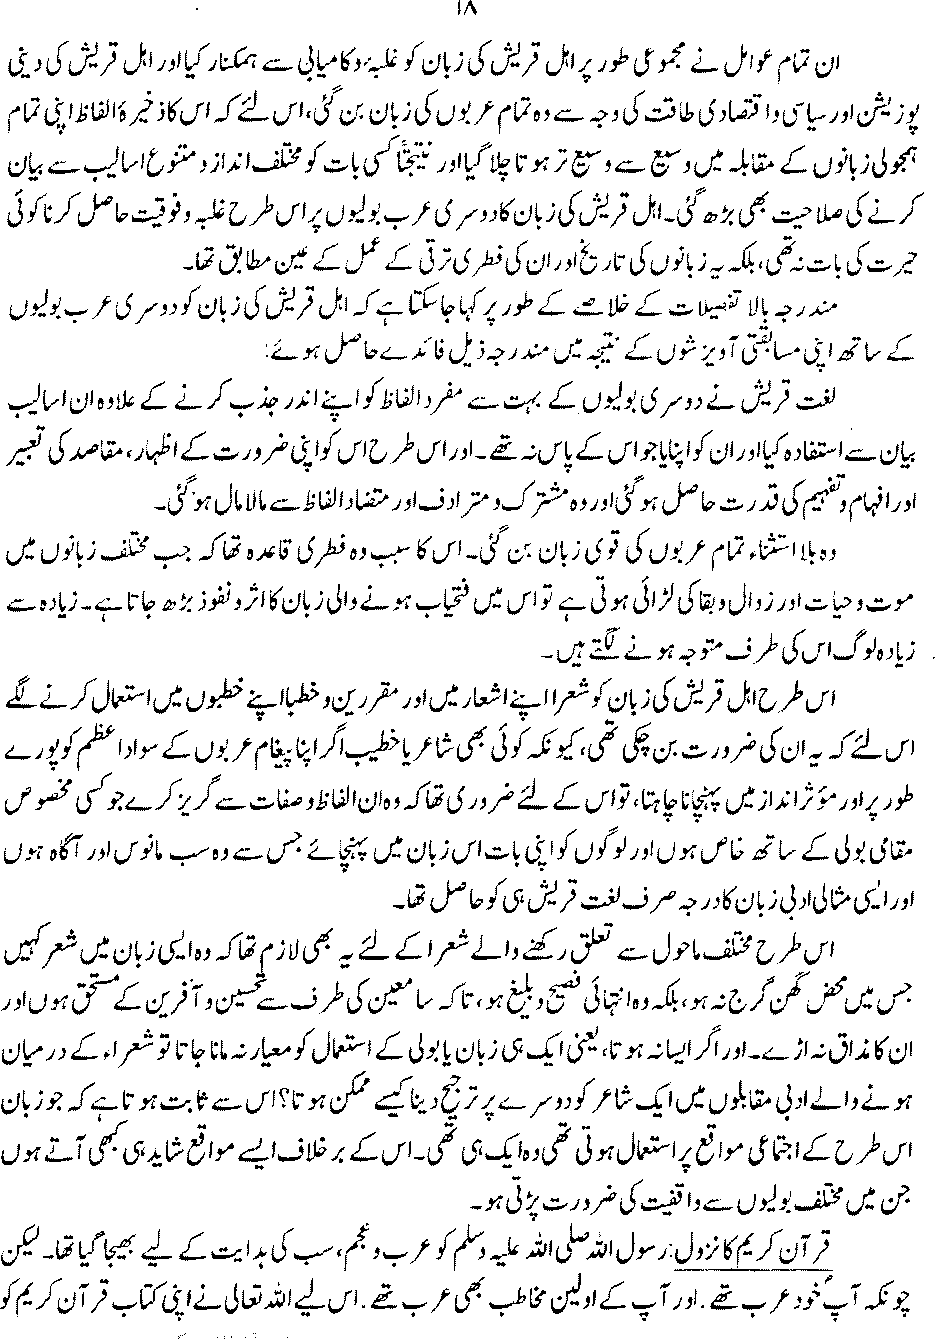 ۱۸
ان تمام عوامل نے مجموعی طور پر اہل قریش کی زبان کو غلبۂ و کامیابی سے ہمکنار کیا اور اہل قریش کی دینی
پوزیشن اور سیاسی و اقتصادی طاقت کی وجہ سے وہ تمام عربوں کی زبان بن گئی، اس لئے کہ اس کا ذخیرۂ الفاظ اپنی تمام
ہمجولی زبانوں کے مقابلہ میں وسیع سے وسیع تر ہوتا چلا گیا اور نتیجتاً کسی بات کو مختلف انداز و متنوع اسالیب سے بیان
کرنے کی صلاحیت بھی بڑھ گئی۔ اہل قریش کی زبان کا دوسری عرب بولیوں پر اس طرح غلبہ و فوقیت حاصل کرنا کوئی
حیرت کی بات نہ تھی، بلکہ یہ زبانوں کی تاریخ اور ان کی فطری ترقی کے عمل کے عین مطابق تھا۔
مندرجہ بالا تفصیلات کے خلاصے کے طور پر کہا جا سکتا ہے کہ اہل قریش کی زبان کو دوسری عرب بولیوں
کے ساتھ اپنی مسابقتی آویزشوں کے نتیجہ میں مندرجہ ذیل فائدے حاصل ہوئے:
لغت قریش نے دوسری بولیوں کے بہت سے مفرد الفاظ کو اپنے اندر جذب کرنے کے علاوہ ان اسالیب
بیان سے استفادہ کیا اور ان کو اپنایا جو اس کے پاس نہ تھے۔ اور اس طرح اس کو اپنی ضرورت کے اظہار، مقاصد کی تعبیر
اور افہام و تفہیم کی قدرت حاصل ہو گئی اور وہ مشترک و مترادف اور متضاد الفاظ سے مالا مال ہو گئی۔
وہ بلا استثناء تمام عربوں کی قومی زبان بن گئی۔ اس کا سبب وہ فطری قاعدہ تھا کہ جب مختلف زبانوں میں
موت و حیات اور زوال و بقا کی لڑائی ہوتی ہے تو اس میں فتحیاب ہونے والی زبان کا اثر و نفوذ بڑھ جاتا ہے۔ زیادہ سے
زیادہ لوگ اس کی طرف متوجہ ہونے لگتے ہیں۔
اس طرح اہل قریش کی زبان کو شعرا اپنے اشعار میں اور مقررین و خطبا اپنے خطبوں میں استعمال کرنے لگے
اس لئے کہ یہ ان کی ضرورت بن چکی تھی، کیونکہ کوئی بھی شاعر یا خطیب اگر اپنا پیغام عربوں کے سواد اعظم کو پورے
طور پر اور مؤثر انداز میں پہنچانا چاہتا، تو اس کے لئے ضروری تھا کہ وہ ان الفاظ و صفات سے گریز کرے جو کسی مخصوص
مقامی بولی کے ساتھ خاص ہوں اور لوگوں کو اپنی بات اس زبان میں پہنچائے جس سے وہ سب مانوس اور آگاہ ہوں
اور ایسی مثالی ادبی زبان کا درجہ صرف لغت قریش ہی کو حاصل تھا۔
اس طرح مختلف ماحول سے تعلق رکھنے والے شعرا کے لئے یہ بھی لازم تھا کہ وہ ایسی زبان میں شعر کہیں
جس میں محض گھن گرج نہ ہو، بلکہ وہ انتہائی فصیح و بلیغ ہو، تاکہ سامعین کی طرف سے تحسین و آفرین کے مستحق ہوں اور
ان کا مذاق نہ اڑے۔ اور اگر ایسا نہ ہوتا، یعنی ایک ہی زبان یا بولی کے استعمال کو معیار نہ مانا جاتا تو شعراء کے درمیان
ہونے والے ادبی مقابلوں میں ایک شاعر کو دوسرے پر ترجیح دینا کیسے ممکن ہوتا؟ اس سے ثابت ہوتا ہے کہ جو زبان
اس طرح کے اجتماعی مواقع پر استعمال ہوتی تھی وہ ایک ہی تھی۔ اس کے برخلاف ایسے مواقع شاید ہی کبھی آتے ہوں
جن میں مختلف بولیوں سے واقفیت کی ضرورت پڑتی ہو۔
قرآن کریم کا نزول: رسول اللہ صلی اللہ علیہ وسلم کو عرب و عجم، سب کی ہدایت کے لیے بھیجا گیا تھا۔ لیکن
چونکہ آپؐ خود عرب تھے. اور آپ کے اولین مخاطب بھی عرب تھے. اس لیے اللہ تعالی نے اپنی کتاب قرآن کریم کو